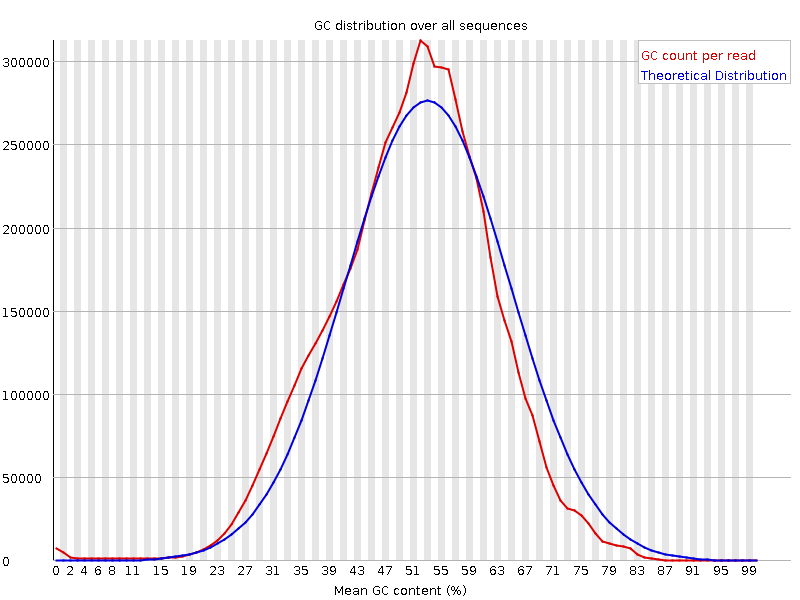 GC distribution over all sequences
GC count per read
Theoretical Distribution
300000
250000
200000
150000
100000
50000
0
0 2 4 6 8 11 15 19 23 27 31 35 39 43 47 51 55 59 63 67 71 75 79 83 87 91 95 99
Mean GC content (%)